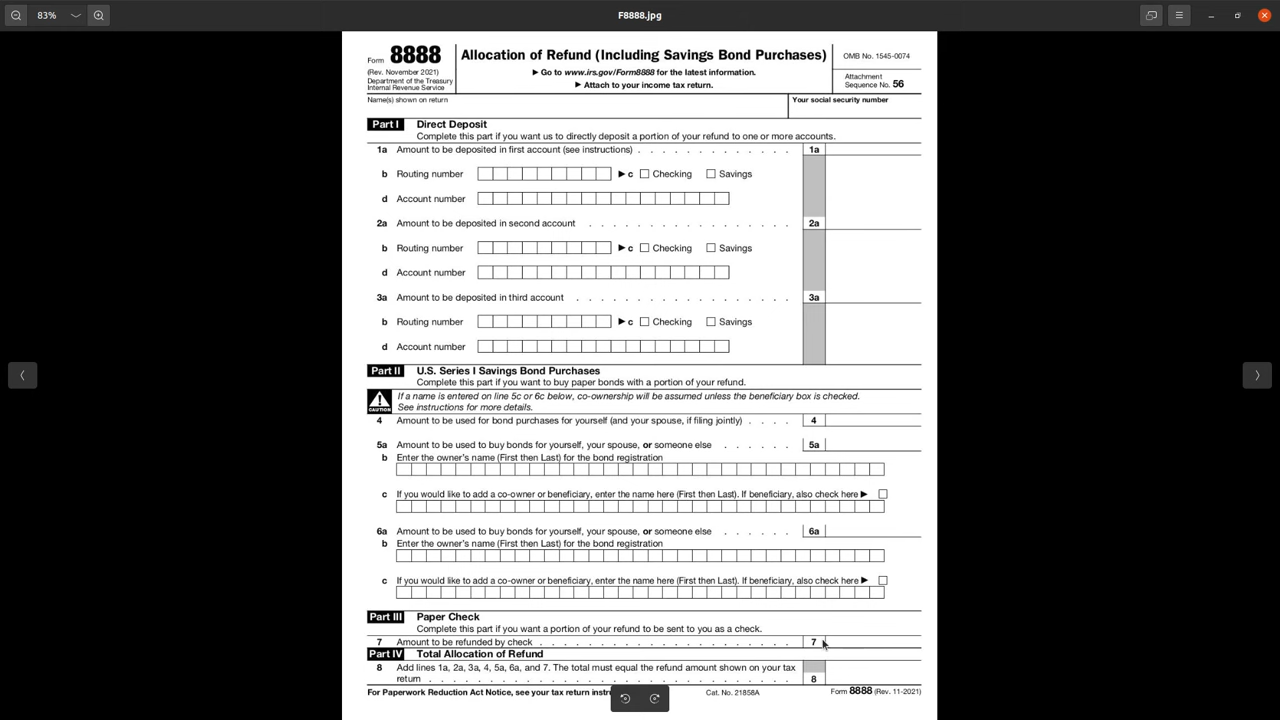 83%
F8888.jpg
Form 8888
(Rev. November 2021)
Department of the Treasury
Internal Revenue Service
Allocation of Refund (Including Savings Bond Purchases)
▶ Go to www.irs.gov/Form8888 for the latest information.
▶ Attach to your income tax return.
OMB No. 1545-0074
Attachment
Sequence No. 56
Name(s) shown on return
Your social security number
Part I Direct Deposit
Complete this part if you want us to directly deposit a portion of your refund to one or more accounts.
1a Amount to be deposited in first account (see instructions) . . . . . . . . . . . . 1a
b Routing number ▶ c Checking Savings
d Account number
2a Amount to be deposited in second account . . . . . . . . . . . . . . . 2a
b Routing number ▶ c Checking Savings
d Account number
3a Amount to be deposited in third account . . . . . . . . . . . . . . . 3a
b Routing number ▶ c Checking Savings
d Account number
Part II U.S. Series I Savings Bond Purchases
Complete this part if you want to buy paper bonds with a portion of your refund.
CAUTION
If a name is entered on line 5c or 6c below, co-ownership will be assumed unless the beneficiary box is checked.
See instructions for more details.
4 Amount to be used for bond purchases for yourself (and your spouse, if filing jointly) . . . . 4
5a Amount to be used to buy bonds for yourself, your spouse, or someone else . . . . . . 5a
b Enter the owner's name (First then Last) for the bond registration
c If you would like to add a co-owner or beneficiary, enter the name here (First then Last). If beneficiary, also check here ▶
6a Amount to be used to buy bonds for yourself, your spouse, or someone else . . . . . . 6a
b Enter the owner's name (First then Last) for the bond registration
c If you would like to add a co-owner or beneficiary, enter the name here (First then Last). If beneficiary, also check here ▶
Part III Paper Check
Complete this part if you want a portion of your refund to be sent to you as a check.
7 Amount to be refunded by check . . . . . . . . . . . . . . . . . . 7
Part IV Total Allocation of Refund
8 Add lines 1a, 2a, 3a, 4, 5a, 6a, and 7. The total must equal the refund amount shown on your tax
return . . . . . . . . . . . . . . . . . . . . . . . . . 8
For Paperwork Reduction Act Notice, see your tax return
Cat. No. 21858A
Form 8888 (Rev. 11-2021)